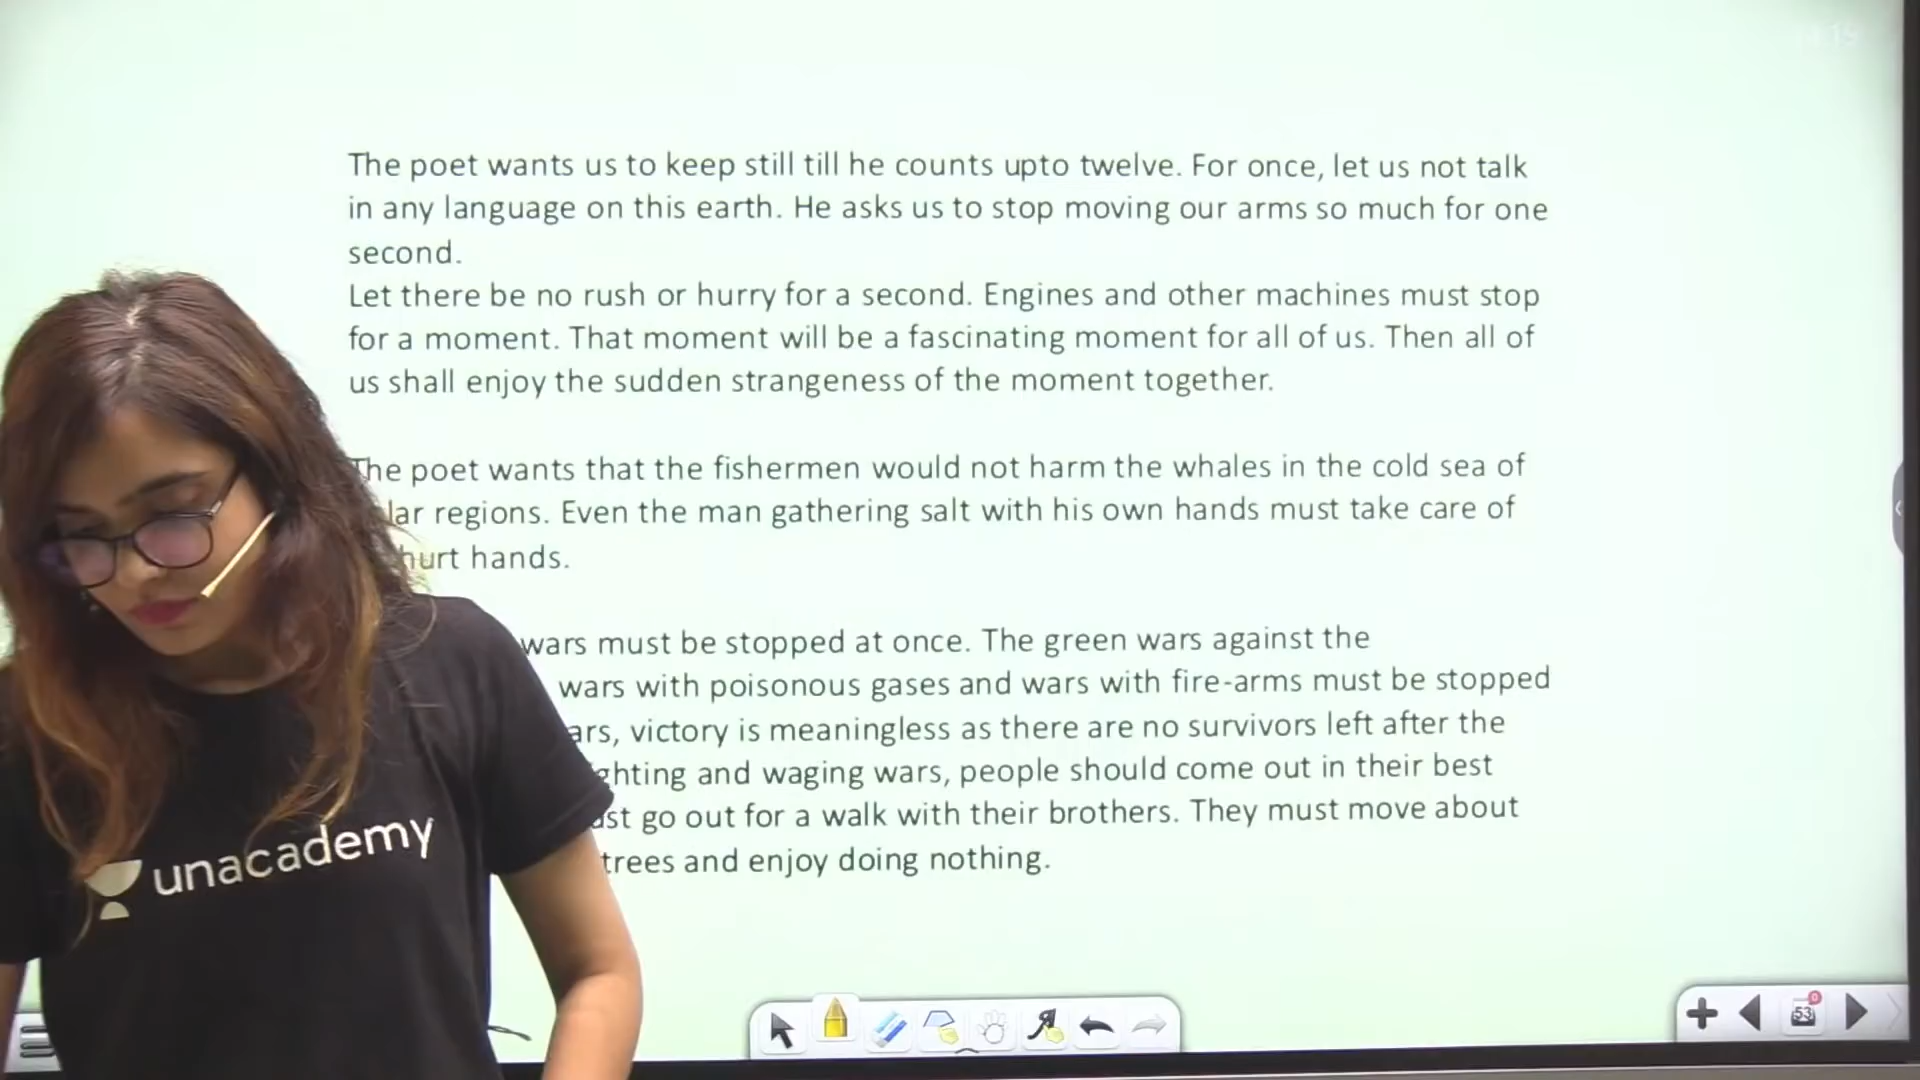 The poet wants us to keep still till he counts upto twelve. For once, let us not talk
in any language on this earth. He asks us to stop moving our arms so much for one
second.
Let there be no rush or hurry for a second. Engines and other machines must stop
for a moment. That moment will be a fascinating moment for all of us. Then all of
us shall enjoy the sudden strangeness of the moment together.
The poet wants that the fishermen would not harm the whales in the cold sea of
regions. Even the man gathering salt with his own hands must take care of
hurt hands.
wars must be stopped at once. The green wars against the
wars with poisonous gases and wars with fire-arms must be stopped
victory is meaningless as there are no survivors left after the
and waging wars, people should come out in their best
go out for a walk with their brothers. They must move about
trees and enjoy doing nothing.
unacademy
53
0